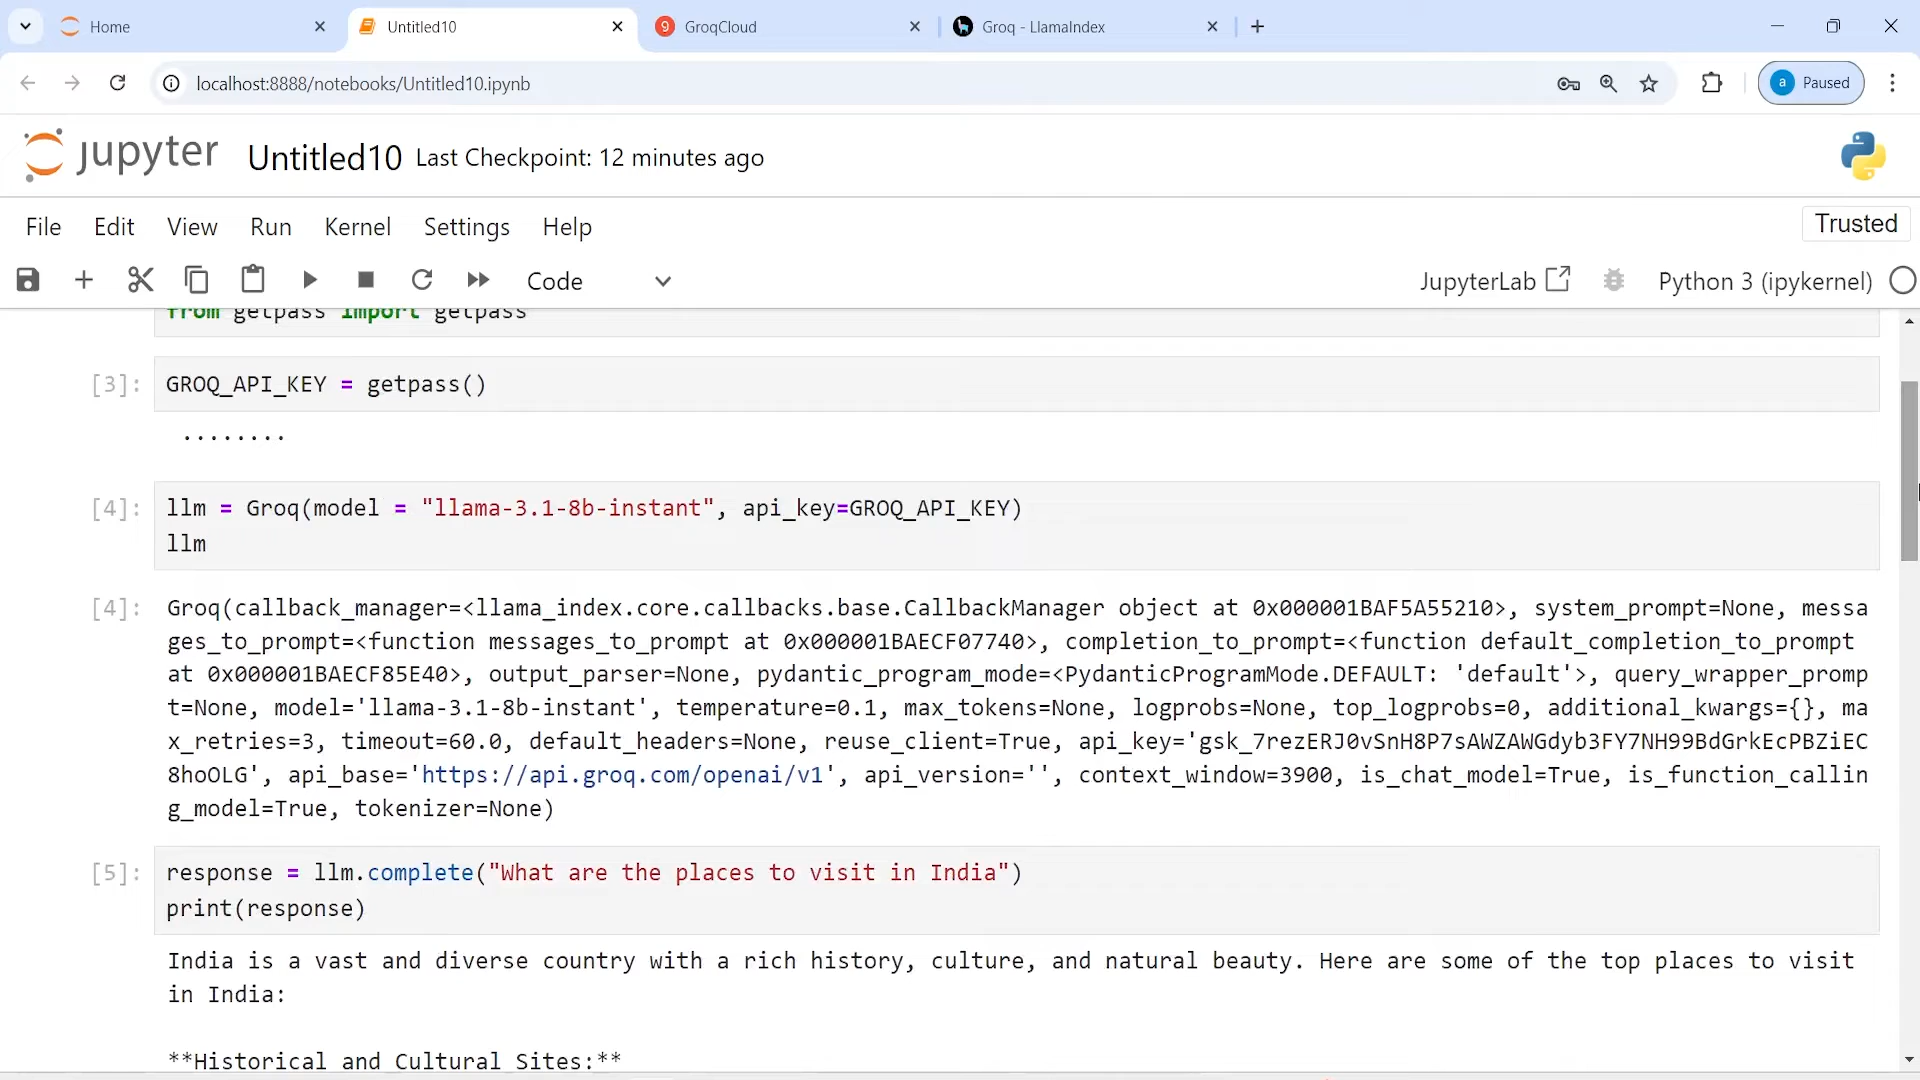 Home
Untitled10
GroqCloud
Groq - LlamaIndex
localhost:8888/notebooks/Untitled10.ipynb
a Paused
jupyter Untitled10 Last Checkpoint: 12 minutes ago
File Edit View Run Kernel Settings Help
Trusted
Code
JupyterLab
Python 3 (ipykernel)
from getpass import getpass
[3]: GROQ_API_KEY = getpass()
........
[4]: llm = Groq(model = "llama-3.1-8b-instant", api_key=GROQ_API_KEY)
llm
[4]: Groq(callback_manager=<llama_index.core.callbacks.base.CallbackManager object at 0x000001BAF5A55210>, system_prompt=None, messa
ges_to_prompt=<function messages_to_prompt at 0x000001BAECF07740>, completion_to_prompt=<function default_completion_to_prompt
at 0x000001BAECF85E40>, output_parser=None, pydantic_program_mode=<PydanticProgramMode.DEFAULT: 'default'>, query_wrapper_promp
t=None, model='llama-3.1-8b-instant', temperature=0.1, max_tokens=None, logprobs=None, top_logprobs=0, additional_kwargs={}, ma
x_retries=3, timeout=60.0, default_headers=None, reuse_client=True, api_key='gsk_7rezERJ0vSnH8P7sAWZAWGdyb3FY7NH99BdGrkEcPBZiEC
8hoOLG', api_base='https://api.groq.com/openai/v1', api_version='', context_window=3900, is_chat_model=True, is_function_callin
g_model=True, tokenizer=None)
[5]: response = llm.complete("What are the places to visit in India")
print(response)
India is a vast and diverse country with a rich history, culture, and natural beauty. Here are some of the top places to visit
in India:
**Historical and Cultural Sites:**